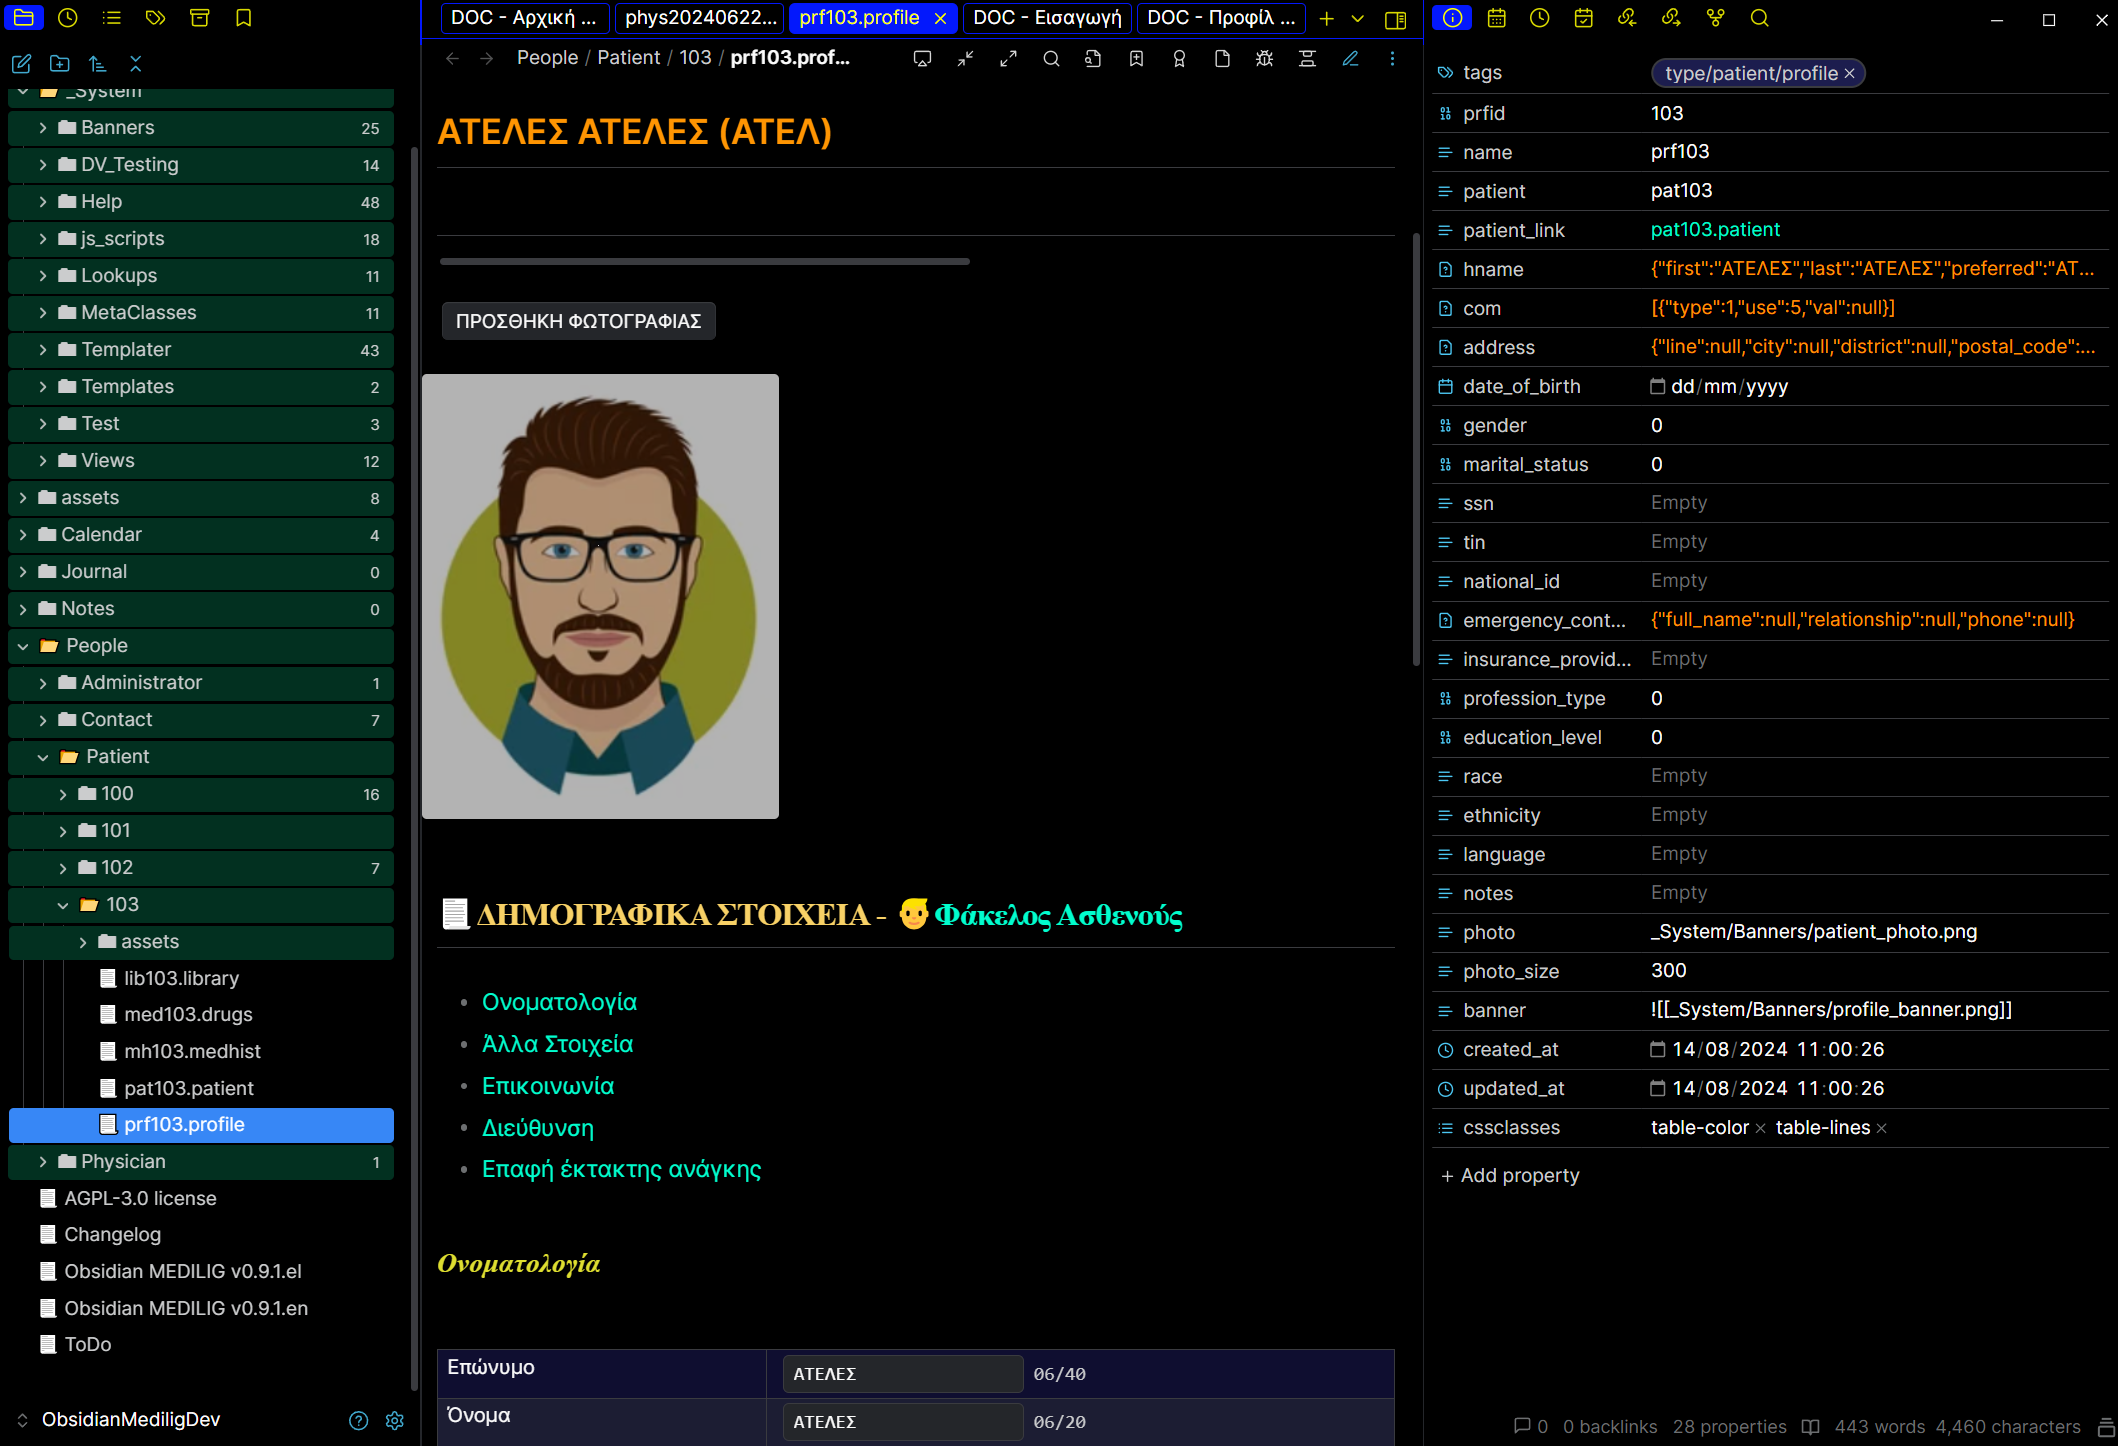 DOC - Αρχική ...
phys20240622...
prf103.profile
DOC - Εισαγωγή
DOC - Προφίλ ...
_System
Banners 25
DV_Testing 14
Help 48
js_scripts 18
Lookups 11
MetaClasses 11
Templater 43
Templates 2
Test 3
Views 12
assets 8
Calendar 4
Journal 0
Notes 0
People
Administrator 1
Contact 7
Patient
100 16
101
102 7
103
assets
lib103.library
med103.drugs
mh103.medhist
pat103.patient
prf103.profile
Physician 1
AGPL-3.0 license
Changelog
Obsidian MEDILIG v0.9.1.el
Obsidian MEDILIG v0.9.1.en
ToDo
ObsidianMediligDev
People / Patient / 103 / prf103.prof...
ΑΤΕΛΕΣ ΑΤΕΛΕΣ (ΑΤΕΛ)
ΠΡΟΣΘΗΚΗ ΦΩΤΟΓΡΑΦΙΑΣ
ΔΗΜΟΓΡΑΦΙΚΑ ΣΤΟΙΧΕΙΑ - Φάκελος Ασθενούς
Ονοματολογία
Άλλα Στοιχεία
Επικοινωνία
Διεύθυνση
Επαφή έκτακτης ανάγκης
Ονοματολογία
Επώνυμο ΑΤΕΛΕΣ 06/40
Όνομα ΑΤΕΛΕΣ 06/20
tags type/patient/profile
prfid 103
name prf103
patient pat103
patient_link pat103.patient
hname {"first":"ΑΤΕΛΕΣ","last":"ΑΤΕΛΕΣ","preferred":"ΑΤ...
com [{"type":1,"use":5,"val":null}]
address {"line":null,"city":null,"district":null,"postal_code":...
date_of_birth dd/mm/yyyy
gender 0
marital_status 0
ssn Empty
tin Empty
national_id Empty
emergency_cont... {"full_name":null,"relationship":null,"phone":null}
insurance_provid... Empty
profession_type 0
education_level 0
race Empty
ethnicity Empty
language Empty
notes Empty
photo _System/Banners/patient_photo.png
photo_size 300
banner ![[_System/Banners/profile_banner.png]]
created_at 14/08/2024 11:00:26
updated_at 14/08/2024 11:00:26
cssclasses table-color table-lines
+ Add property
0 0 backlinks 28 properties 443 words 4,460 characters